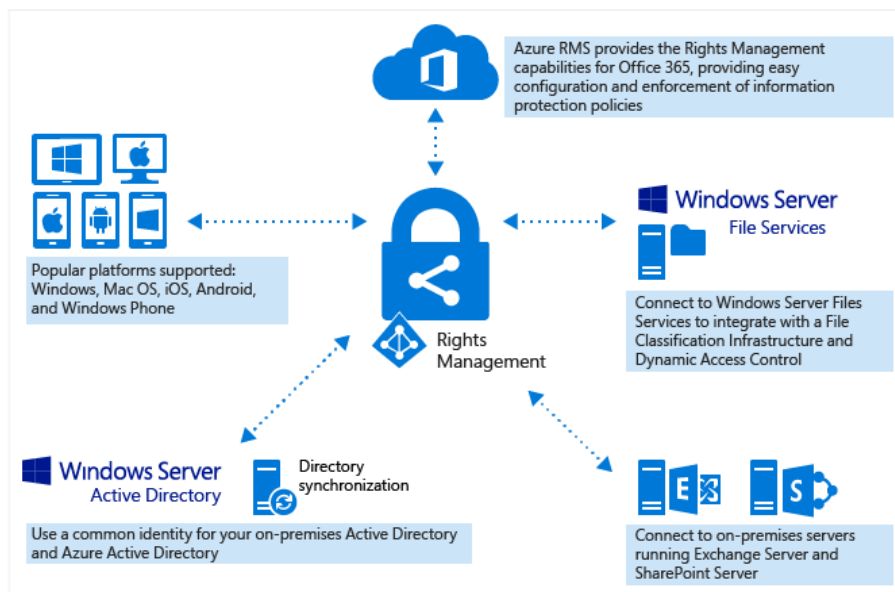 Azure RMS provides the Rights Management
capabilities for Office 365, providing easy
configuration and enforcement of information
protection policies
Popular platforms supported:
Windows, Mac OS, iOS, Android,
and Windows Phone
Windows Server
File Services
Connect to Windows Server Files
Services to integrate with a File
Classification Infrastructure and
Dynamic Access Control
Rights
Management
Windows Server
Active Directory
Directory
synchronization
Use a common identity for your on-premises Active Directory
and Azure Active Directory
E
S
Connect to on-premises servers
running Exchange Server and
SharePoint Server